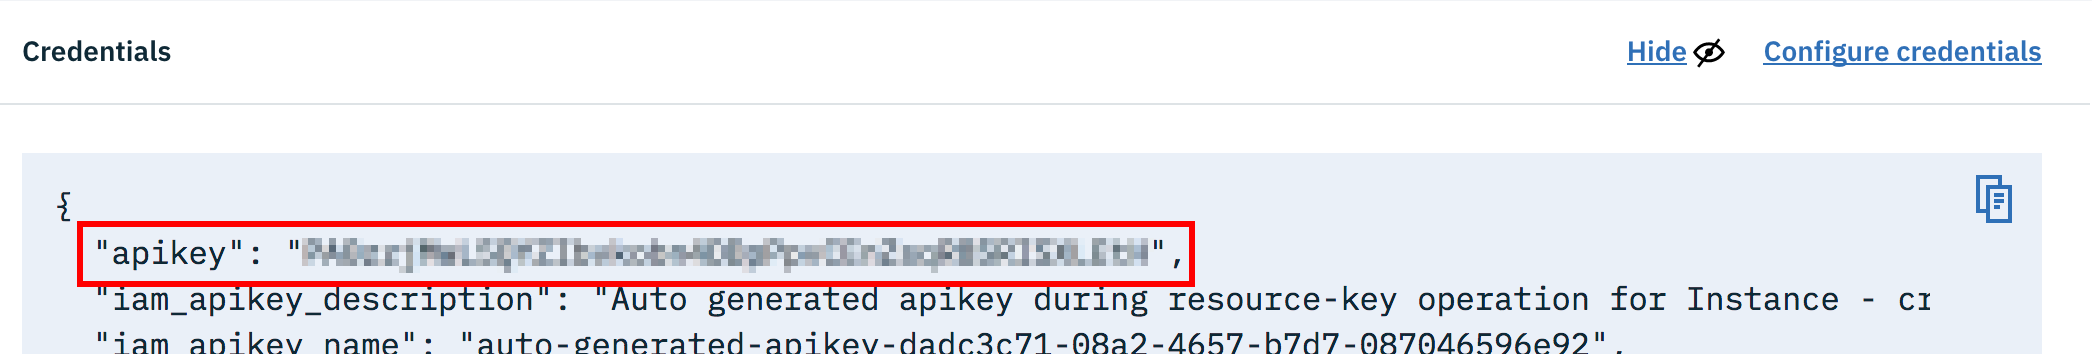 Credentials
Hide Configure credentials
{
"apikey": "",
"iam_apikey_description": "Auto generated apikey during resource-key operation for Instance - cr
"iam_apikey_name": "auto-generated-apikey-dadc3c71-08a2-4657-b7d7-087046596e92",